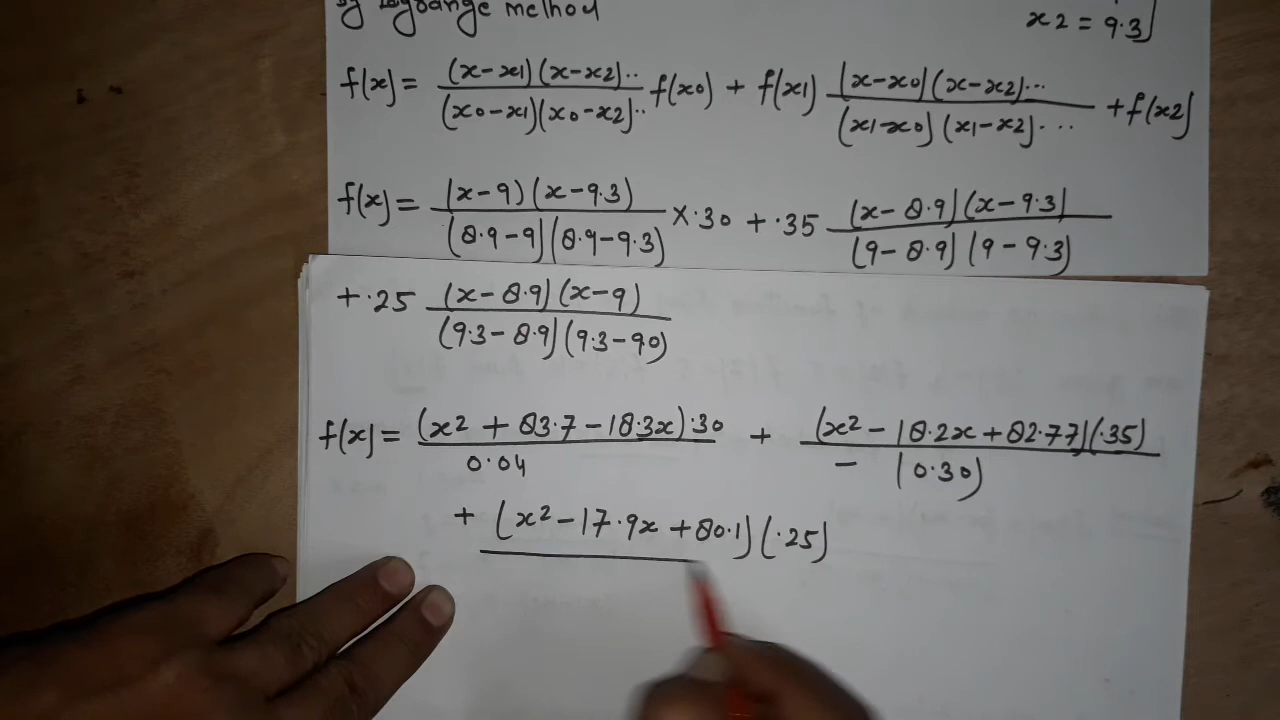 by lagrange method
x2 = 9.3]
f(x) = (x-x1)(x-x2).. / (x0-x1)(x0-x2).. f(x0) + f(x1) (x-x0)(x-x2)... / (x1-x0)(x1-x2).... + f(x2)
f(x) = (x-9)(x-9.3) / (8.9-9)(8.9-9.3) × .30 + .35 (x-8.9)(x-9.3) / (9-8.9)(9-9.3)
+ .25 (x-8.9)(x-9) / (9.3-8.9)(9.3-90)
f(x) = (x² + 83.7 - 18.3x).30 / 0.04 + (x² - 18.2x + 82.77)(.35) / - (0.30)
+ (x² - 17.9x + 80.1)(.25)